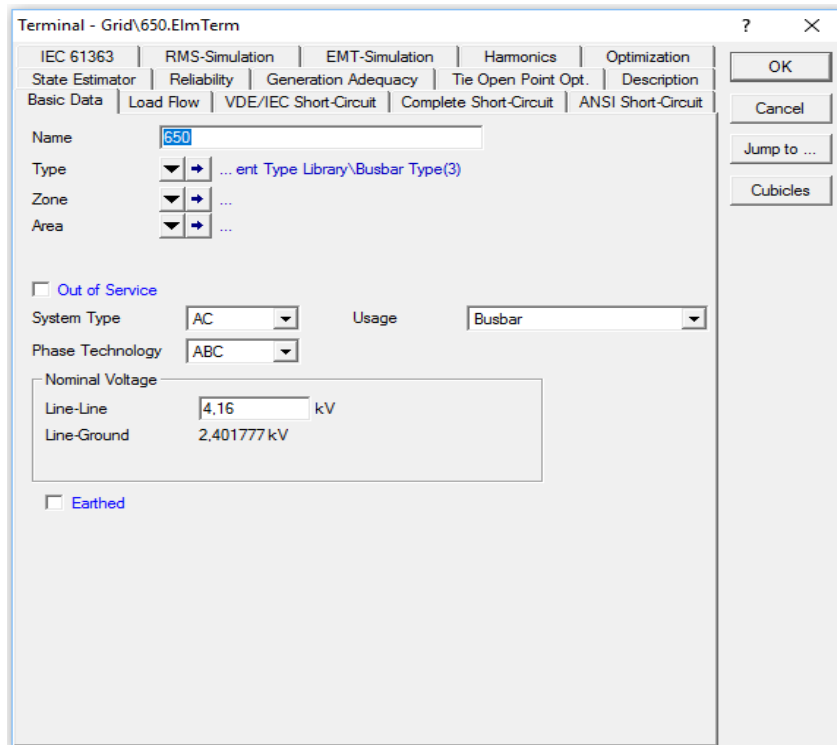 Terminal - Grid\650.ElmTerm ? ×
IEC 61363 RMS-Simulation EMT-Simulation Harmonics Optimization
OK
State Estimator Reliability Generation Adequacy Tie Open Point Opt. Description
Basic Data Load Flow VDE/IEC Short-Circuit Complete Short-Circuit ANSI Short-Circuit
Cancel
Name 650
Jump to ...
Type ... ent Type Library\Busbar Type(3)
Cubicles
Zone ...
Area ...
Out of Service
System Type AC Usage Busbar
Phase Technology ABC
Nominal Voltage
Line-Line 4,16 kV
Line-Ground 2,401777 kV
Earthed